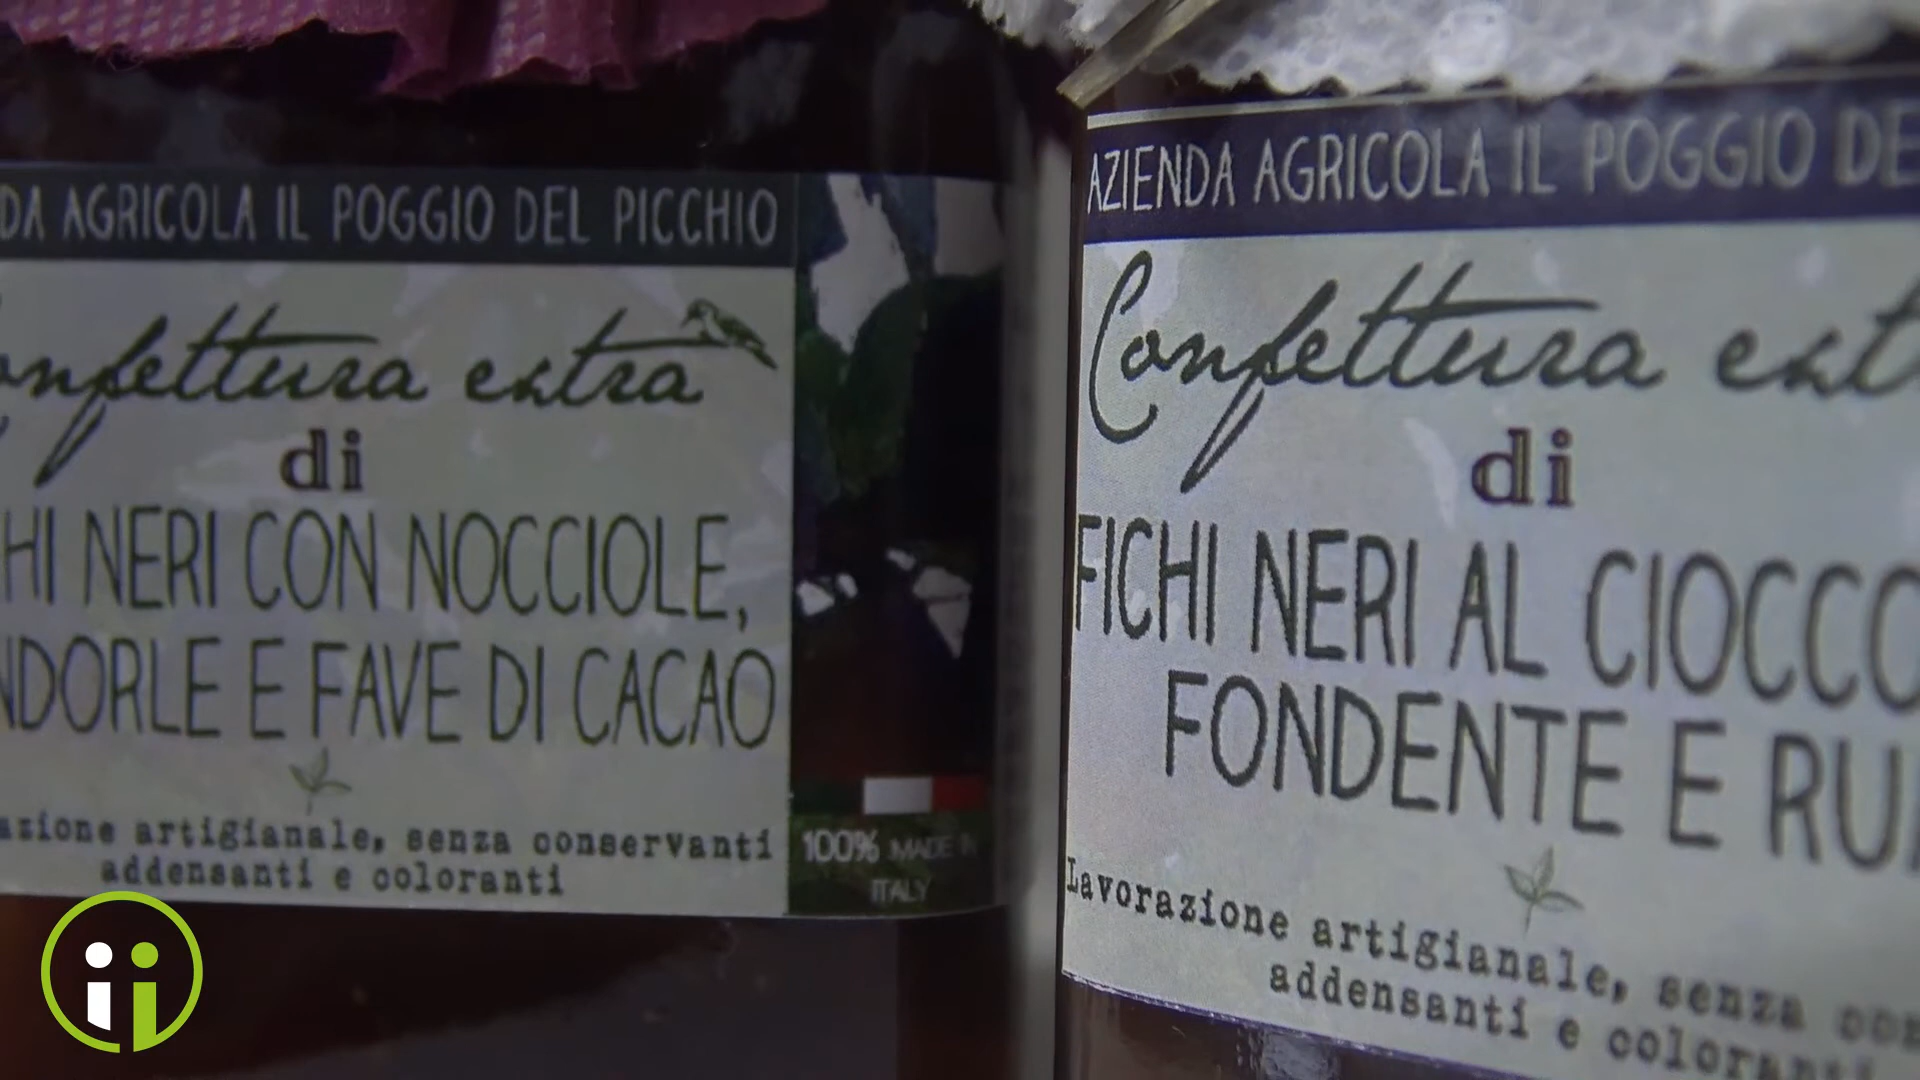 DA AGRICOLA IL POGGIO DEL PICCHIO
onfettura extra
di
HI NERI CON NOCCIOLE,
NDORLE E FAVE DI CACAO
azione artigianale, senza conservanti
addensanti e coloranti
100% MADE IN
ITALY
AZIENDA AGRICOLA IL POGGIO DE
Confettura ext
di
FICHI NERI AL CIOCCO
FONDENTE E RU
Lavorazione artigianale, senza con
addensanti e coloranti